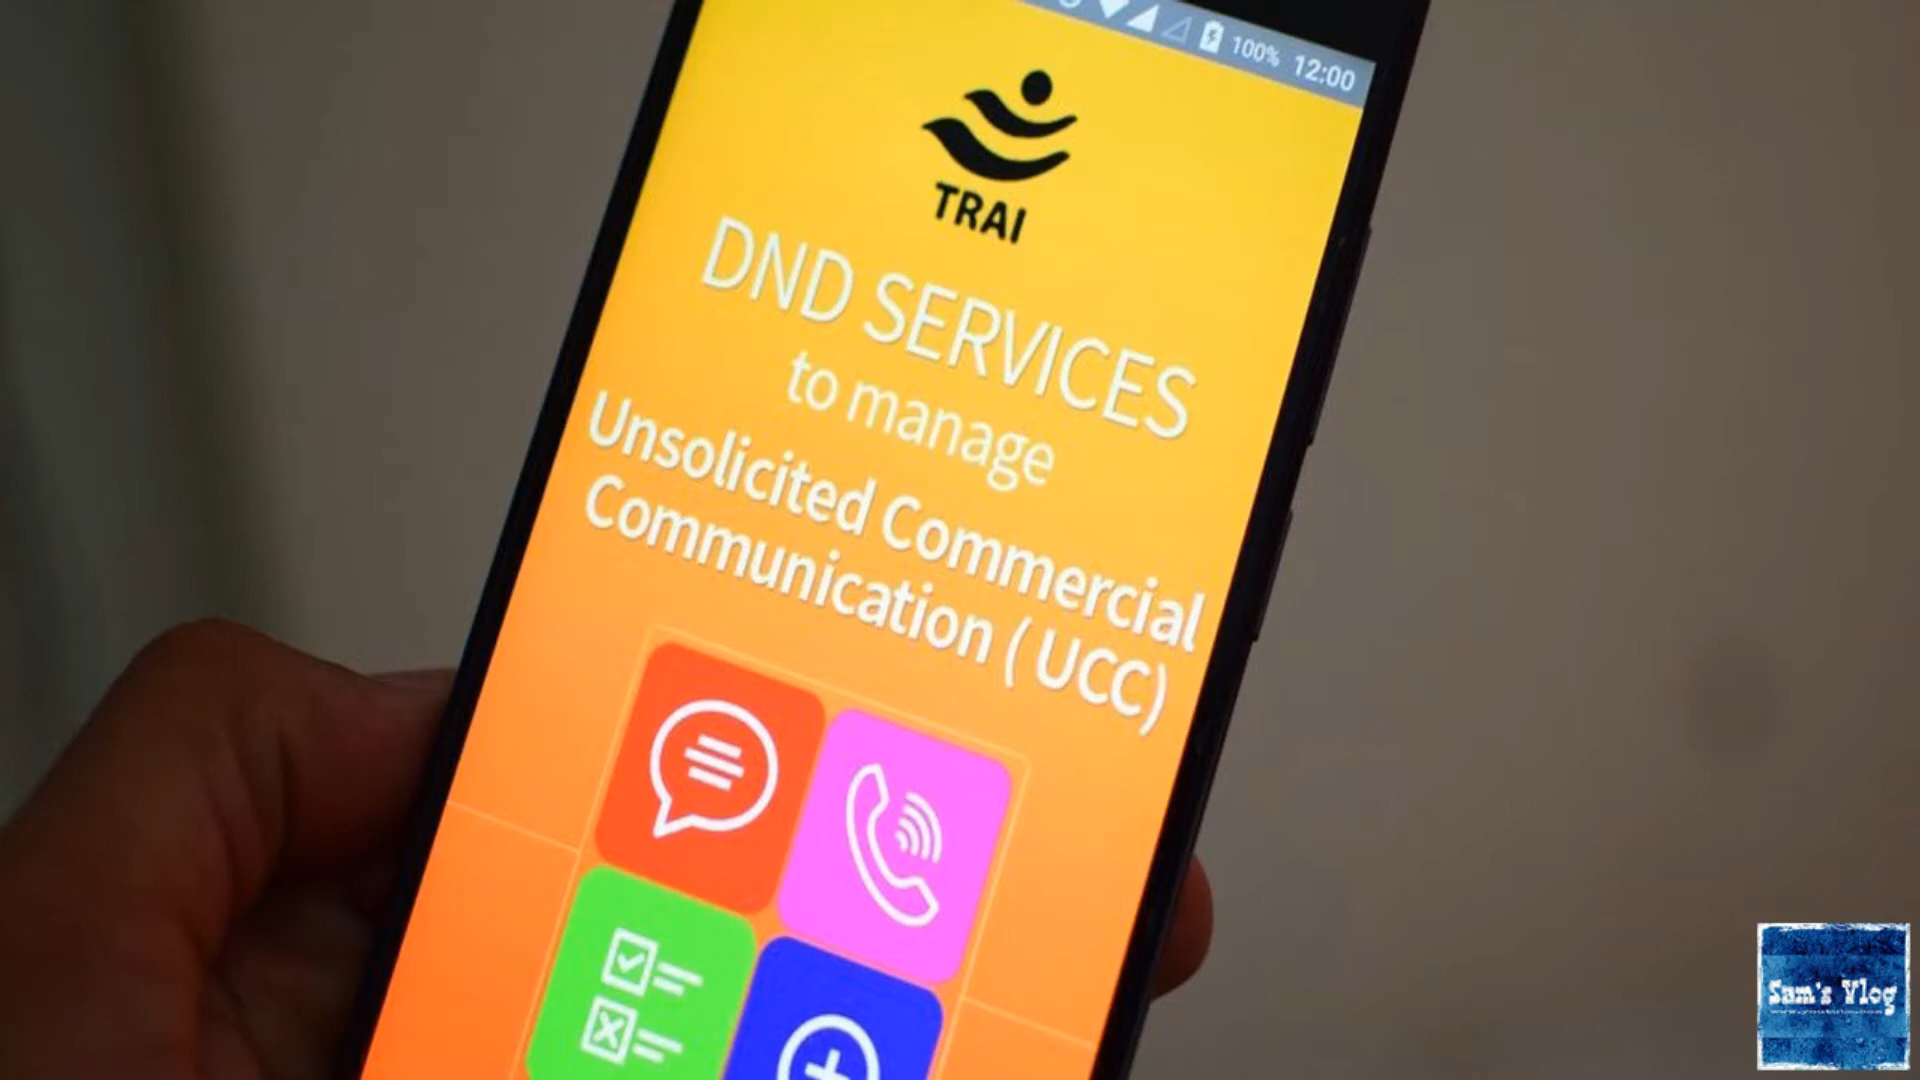 100% 12:00
TRAI
DND SERVICES
to manage
Unsolicited Commercial
Communication ( UCC)
Sam's Vlog